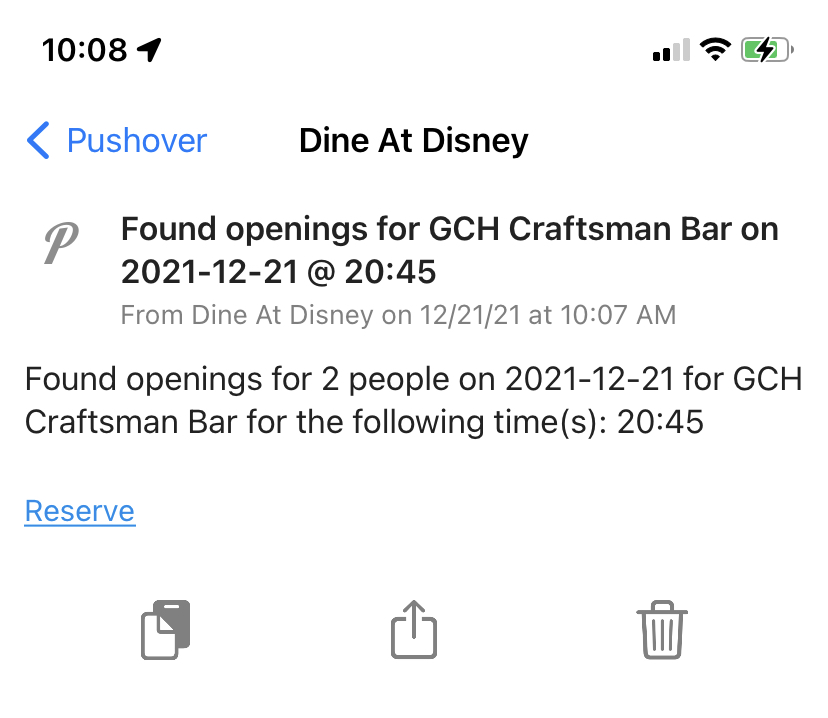 10:08
Pushover Dine At Disney
Found openings for GCH Craftsman Bar on
2021-12-21 @ 20:45
From Dine At Disney on 12/21/21 at 10:07 AM
Found openings for 2 people on 2021-12-21 for GCH
Craftsman Bar for the following time(s): 20:45
Reserve